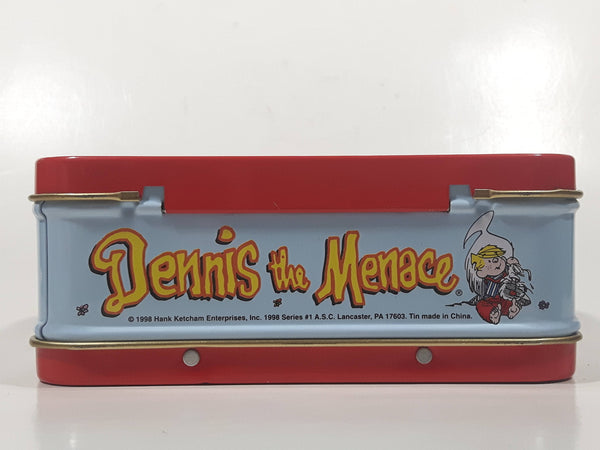 Dennis the Menace®
© 1998 Hank Ketcham Enterprises, Inc. 1998 Series #1 A.S.C. Lancaster, PA 17603. Tin made in China.